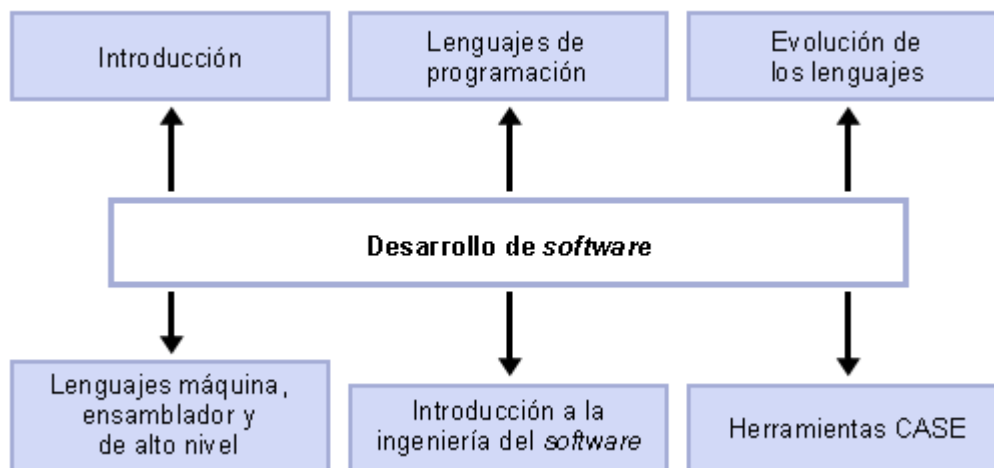 Introducción
Lenguajes de
programación
Evolución de
los lenguajes
Desarrollo de software
Lenguajes máquina,
ensamblador y
de alto nivel
Introducción a la
ingeniería del software
Herramientas CASE